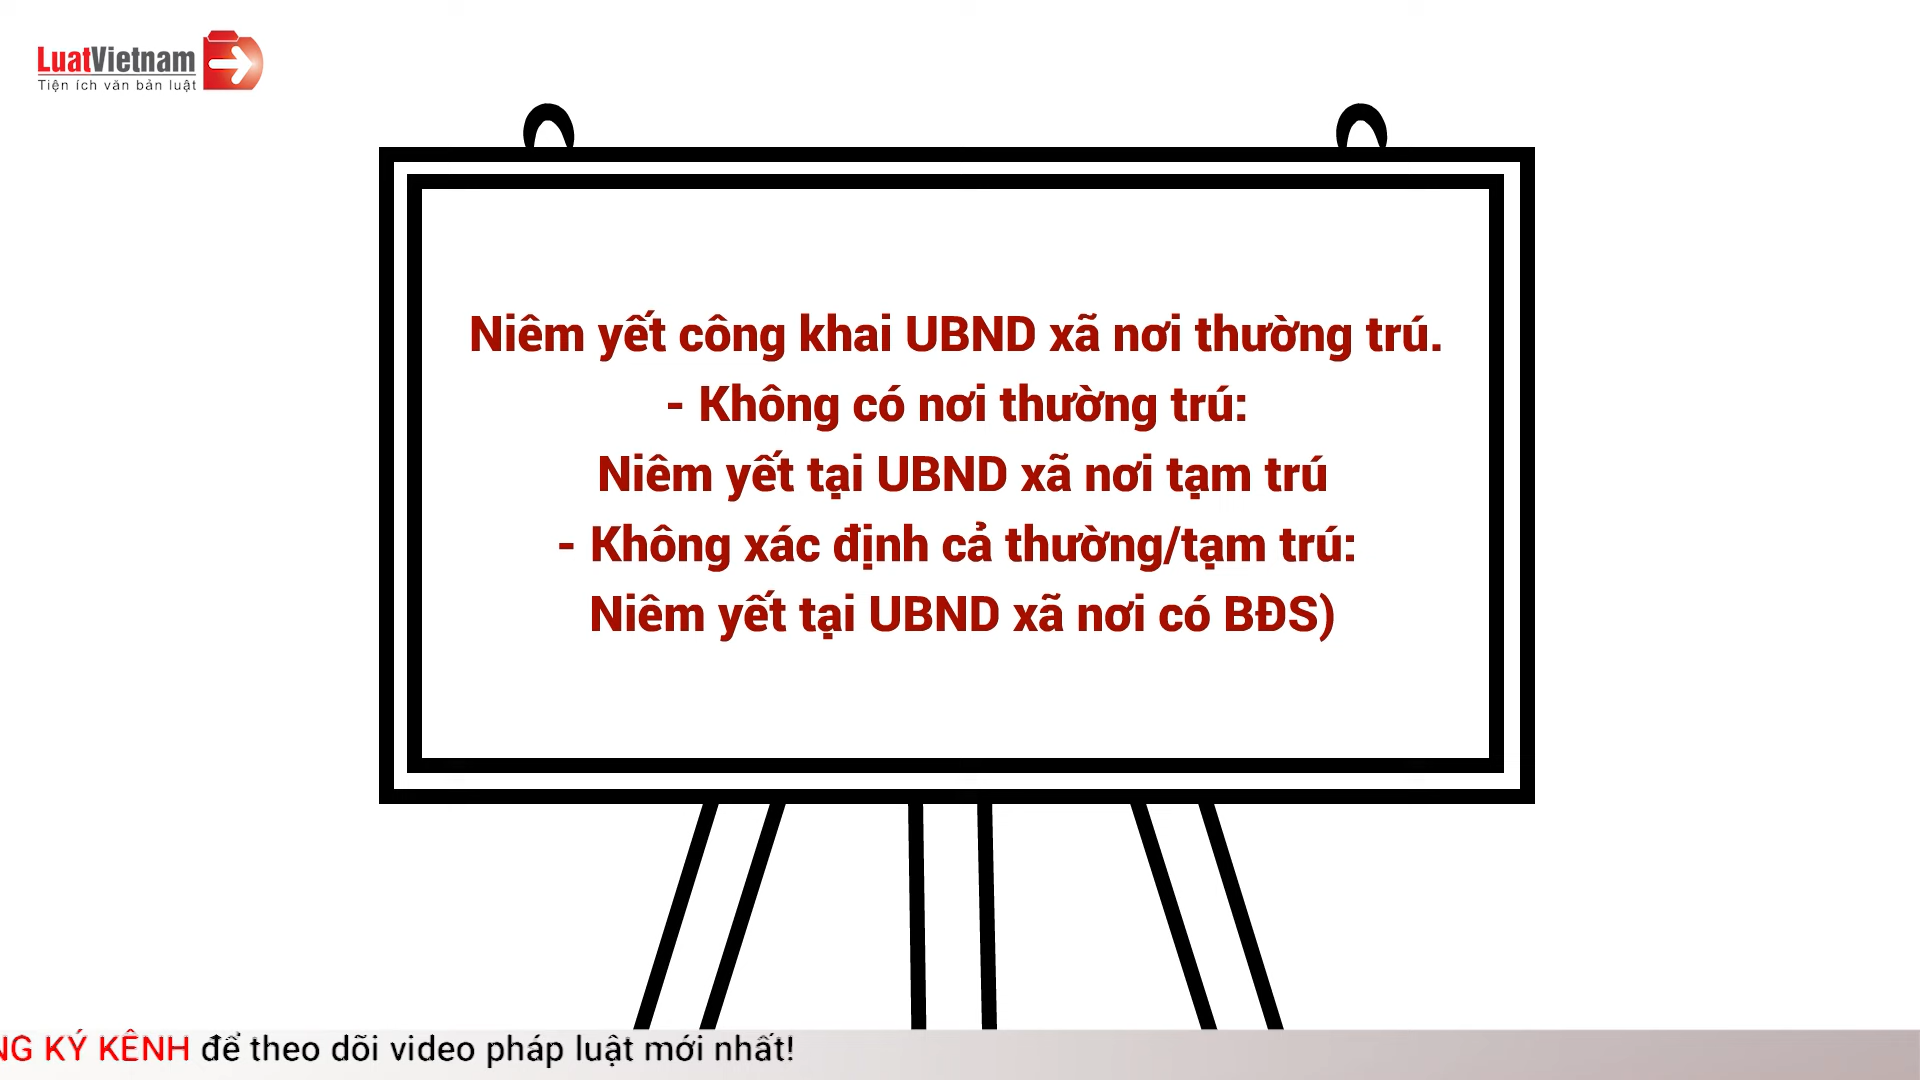 LuatVietnam
Tiện ích văn bản luật
Niêm yết công khai UBND xã nơi thường trú.
- Không có nơi thường trú:
Niêm yết tại UBND xã nơi tạm trú
- Không xác định cả thường/tạm trú:
Niêm yết tại UBND xã nơi có BĐS)
NG KÝ KÊNH để theo dõi video pháp luật mới nhất!